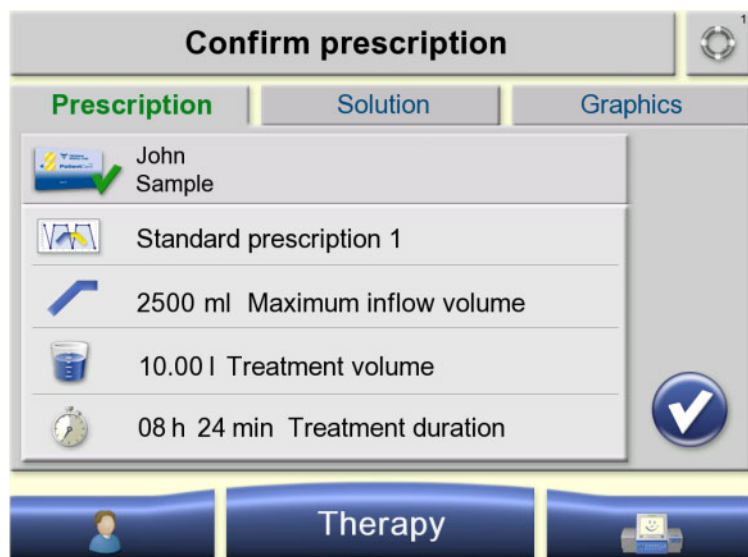 Confirm prescription
1
Prescription
Solution
Graphics
John
Sample
Standard prescription 1
2500 ml Maximum inflow volume
10.00 l Treatment volume
08 h 24 min Treatment duration
Therapy